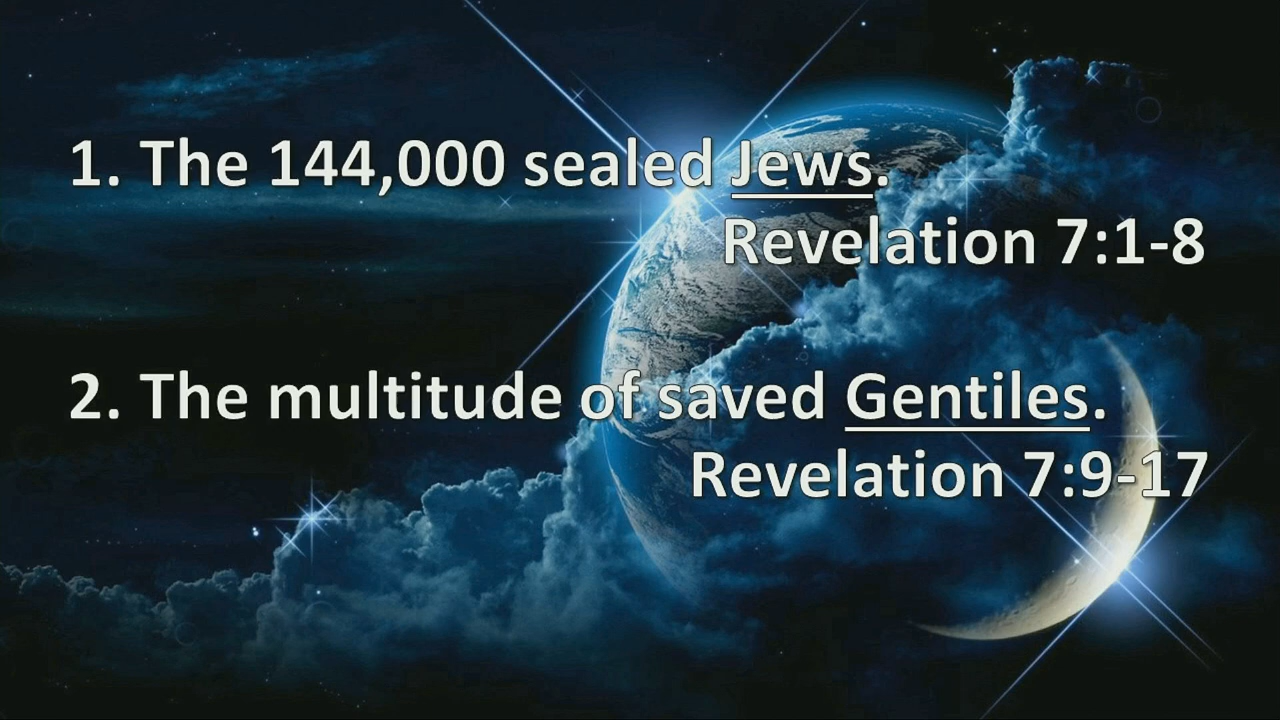 1. The 144,000 sealed Jews.
Revelation 7:1-8
2. The multitude of saved Gentiles.
Revelation 7:9-17